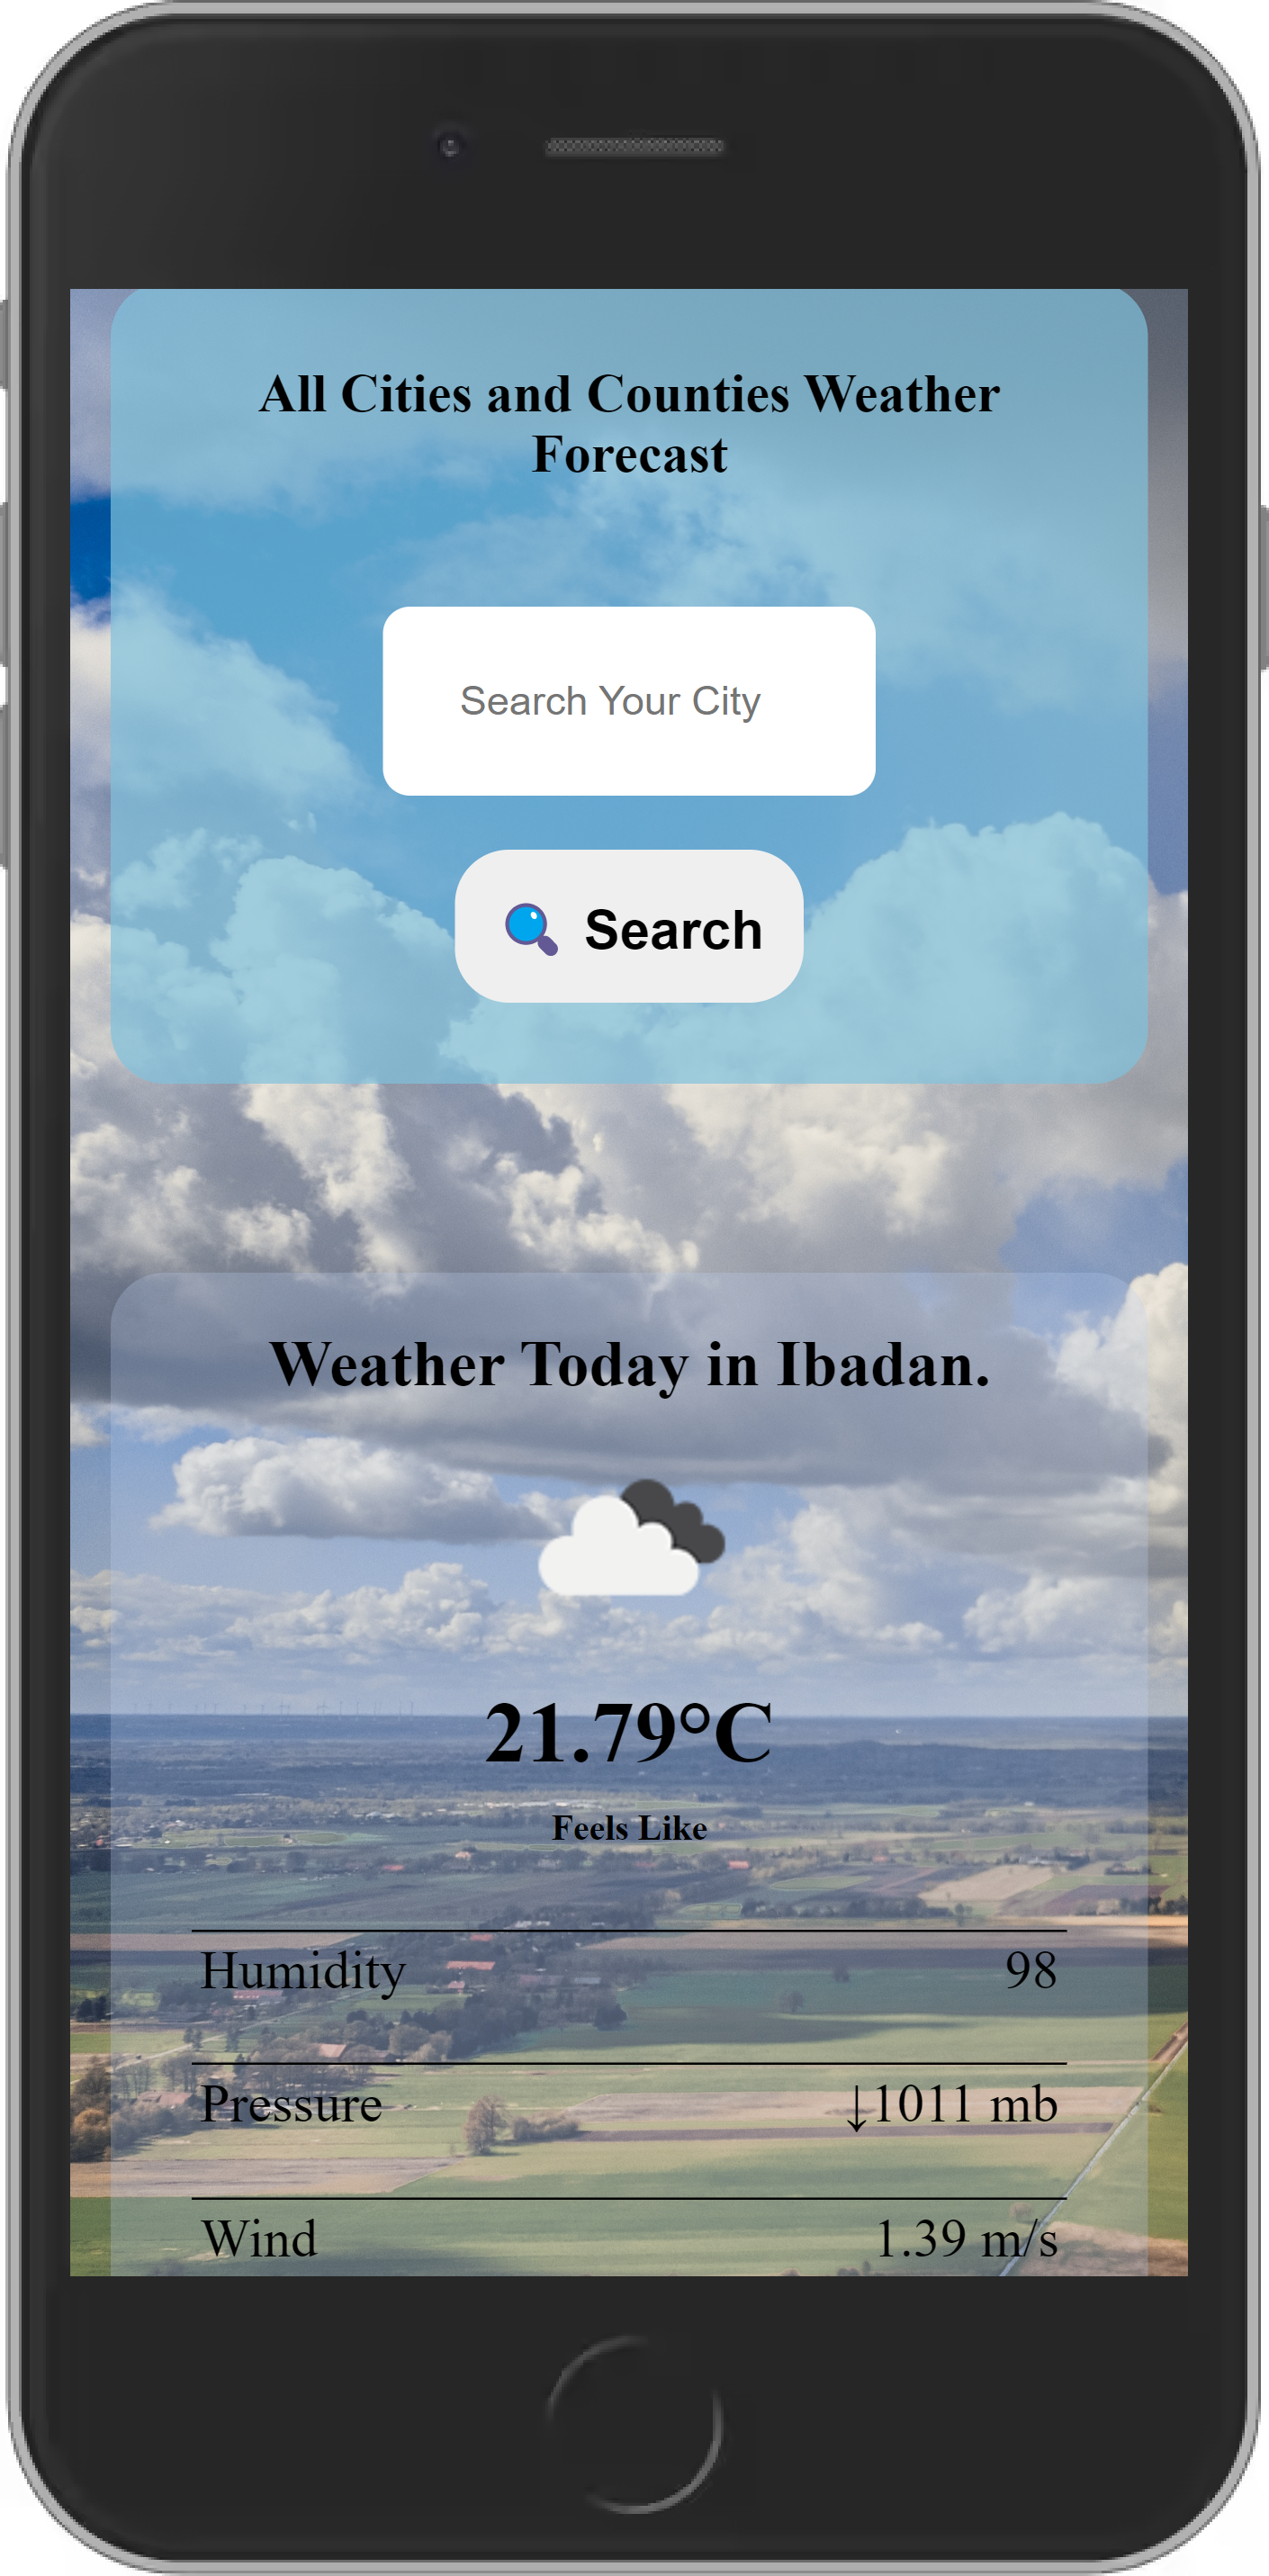 All Cities and Counties Weather
Forecast
Search Your City
Search
Weather Today in Ibadan.
21.79°C
Feels Like
Humidity 98
Pressure ↓1011 mb
Wind 1.39 m/s